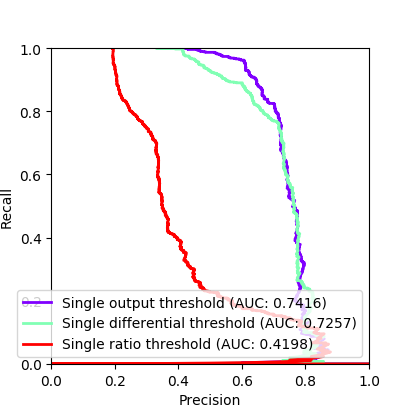 1.0
0.8
0.6
0.4
0.2
0.0
Recall
Single output threshold (AUC: 0.7416)
Single differential threshold (AUC: 0.7257)
Single ratio threshold (AUC: 0.4198)
0.0 0.2 0.4 0.6 0.8 1.0
Precision